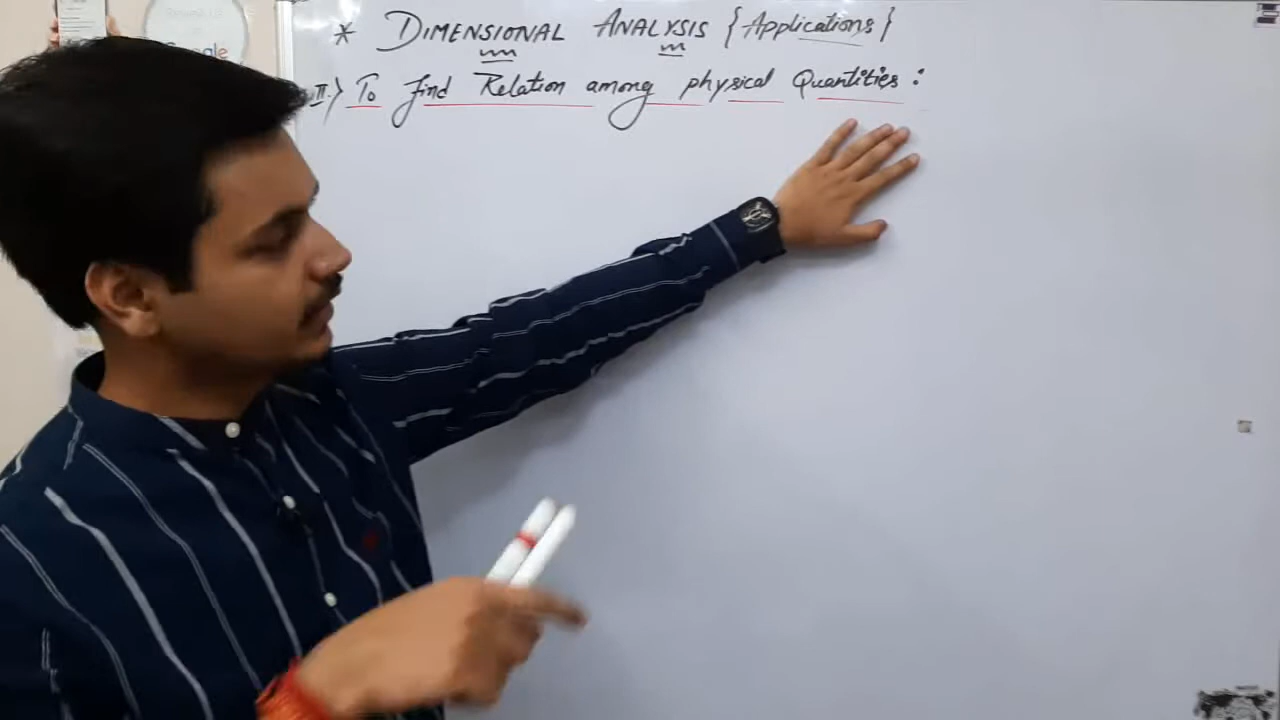 * DIMENSIONAL ANALYSIS {Applications}
II.) To find Relation among physical Quantities :